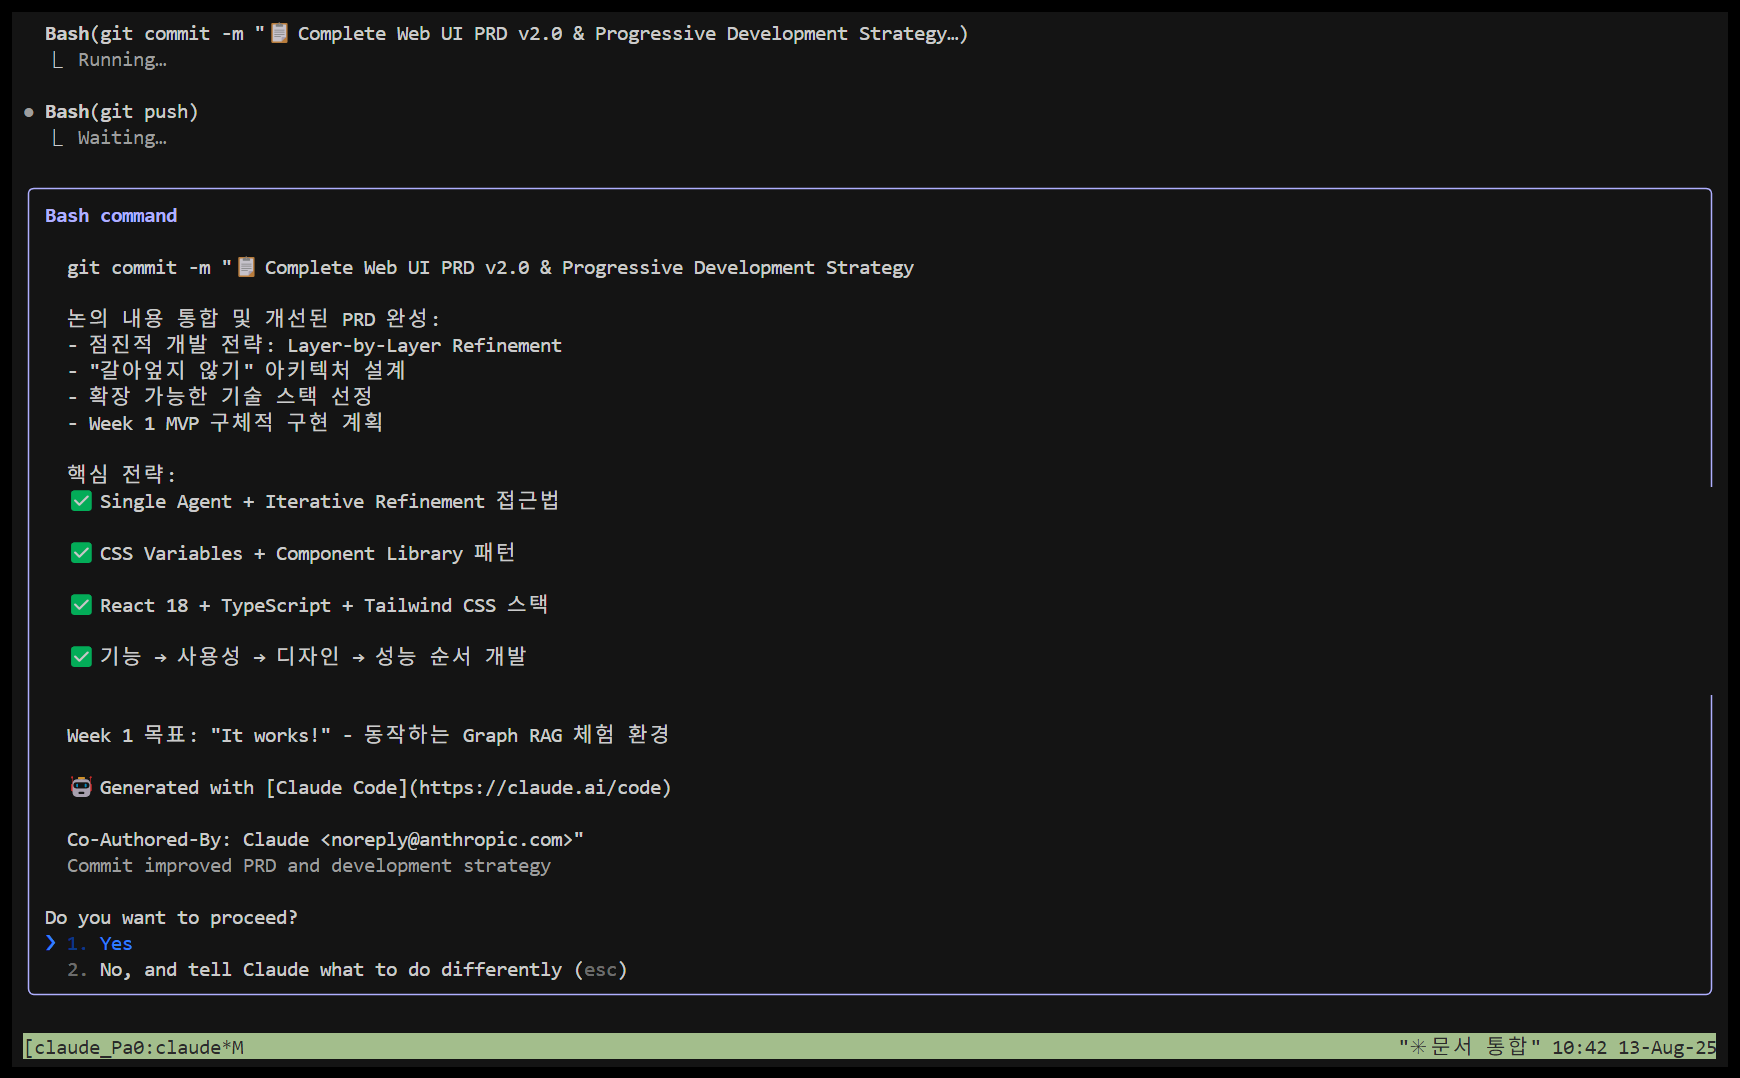 Bash(git commit -m "📋 Complete Web UI PRD v2.0 & Progressive Development Strategy…)
⎿ Running…
● Bash(git push)
⎿ Waiting…
Bash command
git commit -m "📋 Complete Web UI PRD v2.0 & Progressive Development Strategy
논의 내용 통합 및 개선된 PRD 완성:
- 점진적 개발 전략: Layer-by-Layer Refinement
- "갈아엎지 않기" 아키텍처 설계
- 확장 가능한 기술 스택 선정
- Week 1 MVP 구체적 구현 계획
핵심 전략:
✅ Single Agent + Iterative Refinement 접근법
✅ CSS Variables + Component Library 패턴
✅ React 18 + TypeScript + Tailwind CSS 스택
✅ 기능 → 사용성 → 디자인 → 성능 순서 개발
Week 1 목표: "It works!" - 동작하는 Graph RAG 체험 환경
🤖 Generated with [Claude Code](https://claude.ai/code)
Co-Authored-By: Claude <noreply@anthropic.com>"
Commit improved PRD and development strategy
Do you want to proceed?
❯ 1. Yes
2. No, and tell Claude what to do differently (esc)
[claude_Pa0:claude*M "✳문서 통합" 10:42 13-Aug-25